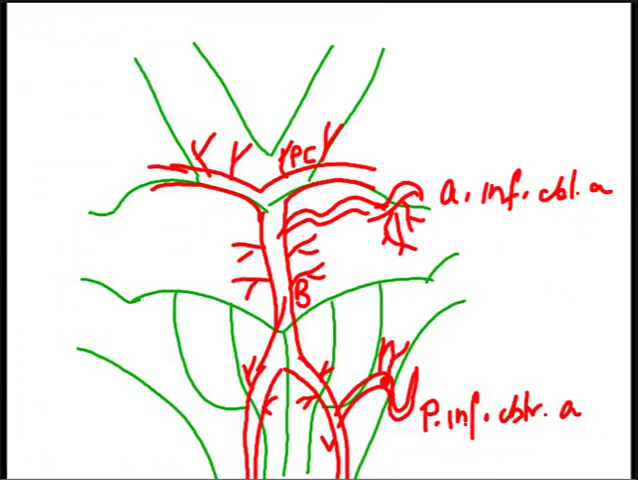 PC
a. inf. cbl. a
B
P. inf. cblr. a
V
V